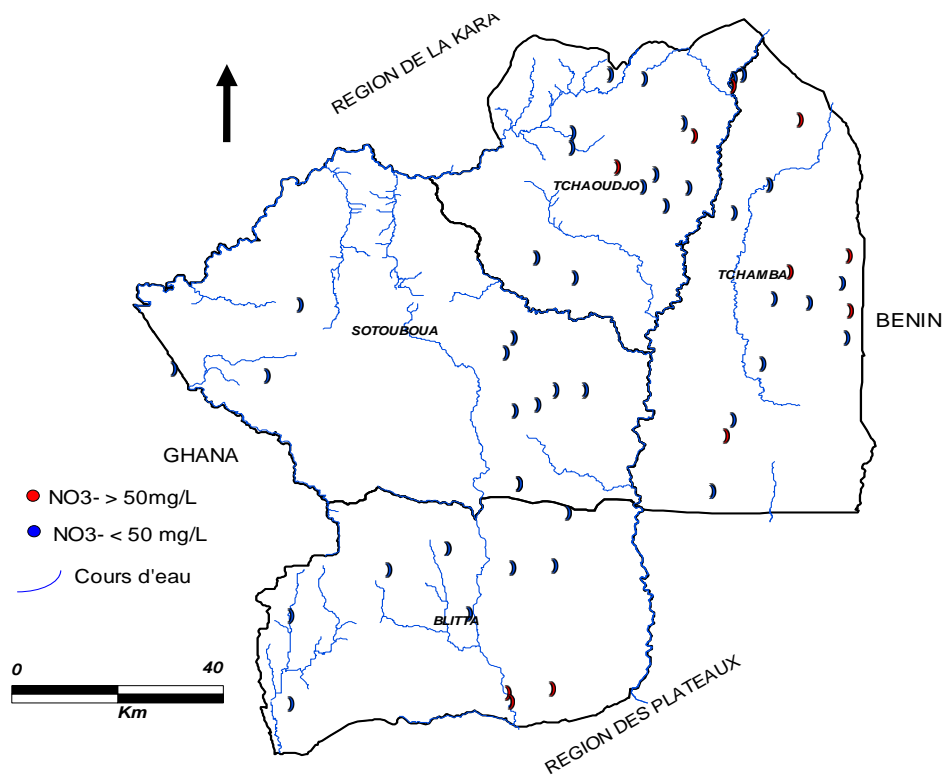 REGION DE LA KARA
TCHAOUDJO
TCHAMBA
BENIN
SOTOUBOUA
GHANA
NO3- > 50mg/L
NO3- < 50 mg/L
Cours d'eau
BLITTA
0 40
Km
REGION DES PLATEAUX